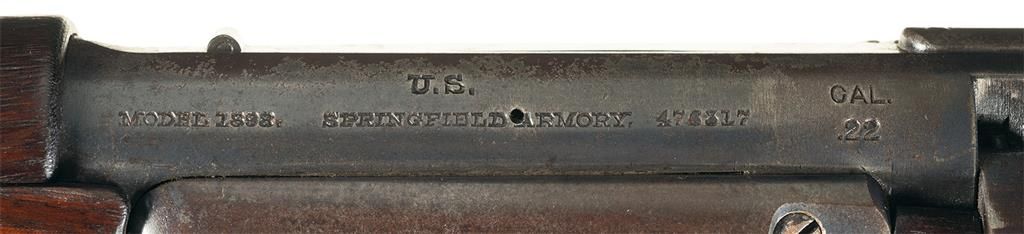 U.S.
MODEL 1898. SPRINGFIELD ARMORY. 476317
CAL.
.22